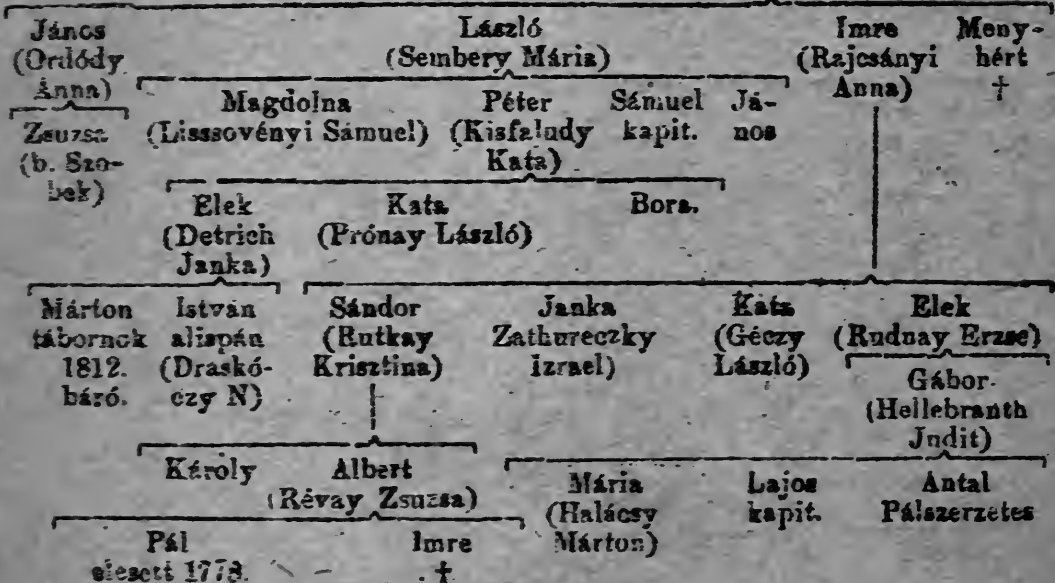 János László Imre Meny-
(Ordódy (Sembery Mária) (Rajcsányi hért
Anna) Anna) †
Magdolna Péter Sámuel Já-
Zsuzsa (Lisssovényi Sámuel) (Kisfaludy kapit. nos
(b. Szo- Kata)
bek)
Elek Kata Bora.
(Detrich (Prónay László)
Janka)
Márton István Sándor Janka Kata Elek
tábornok alispán (Rutkay Zathureczky (Géczy (Rudnay Erzse)
1812. (Draskó- Krisztina) Izrael) László) Gábor
báró. czy N) (Hellebranth
Judit)
Károly Albert Mária Lajos Antal
(Révay Zsuzsa) (Halácsy kapit. Pálszerzetes
Pál Imre Márton)
elesett 1778. †